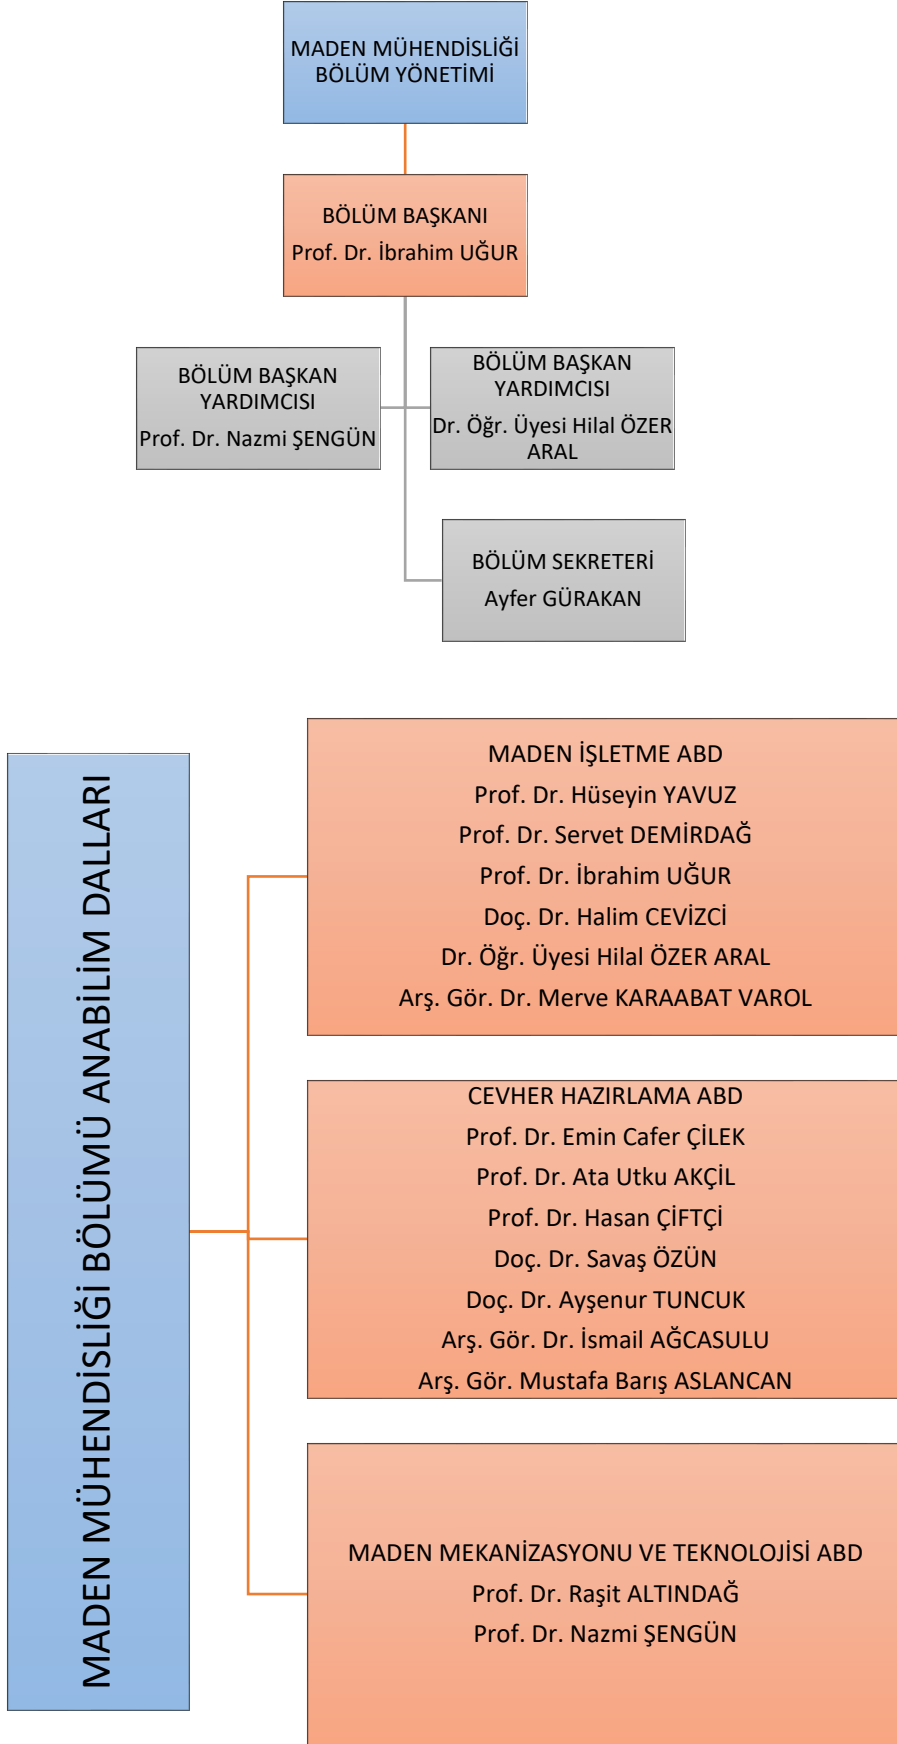 MADEN MÜHENDİSLİĞİ
BÖLÜM YÖNETİMİ
BÖLÜM BAŞKANI
Prof. Dr. İbrahim UĞUR
BÖLÜM BAŞKAN
YARDIMCISI
Prof. Dr. Nazmi ŞENGÜN
BÖLÜM BAŞKAN
YARDIMCISI
Dr. Öğr. Üyesi Hilal ÖZER
ARAL
BÖLÜM SEKRETERİ
Ayfer GÜRAKAN
MADEN MÜHENDİSLİĞİ BÖLÜMÜ ANABİLİM DALLARI
MADEN İŞLETME ABD
Prof. Dr. Hüseyin YAVUZ
Prof. Dr. Servet DEMİRDAĞ
Prof. Dr. İbrahim UĞUR
Doç. Dr. Halim CEVİZCİ
Dr. Öğr. Üyesi Hilal ÖZER ARAL
Arş. Gör. Dr. Merve KARAABAT VAROL
CEVHER HAZIRLAMA ABD
Prof. Dr. Emin Cafer ÇİLEK
Prof. Dr. Ata Utku AKÇİL
Prof. Dr. Hasan ÇİFTÇİ
Doç. Dr. Savaş ÖZÜN
Doç. Dr. Ayşenur TUNCUK
Arş. Gör. Dr. İsmail AĞCASULU
Arş. Gör. Mustafa Barış ASLANCAN
MADEN MEKANİZASYONU VE TEKNOLOJİSİ ABD
Prof. Dr. Raşit ALTINDAĞ
Prof. Dr. Nazmi ŞENGÜN